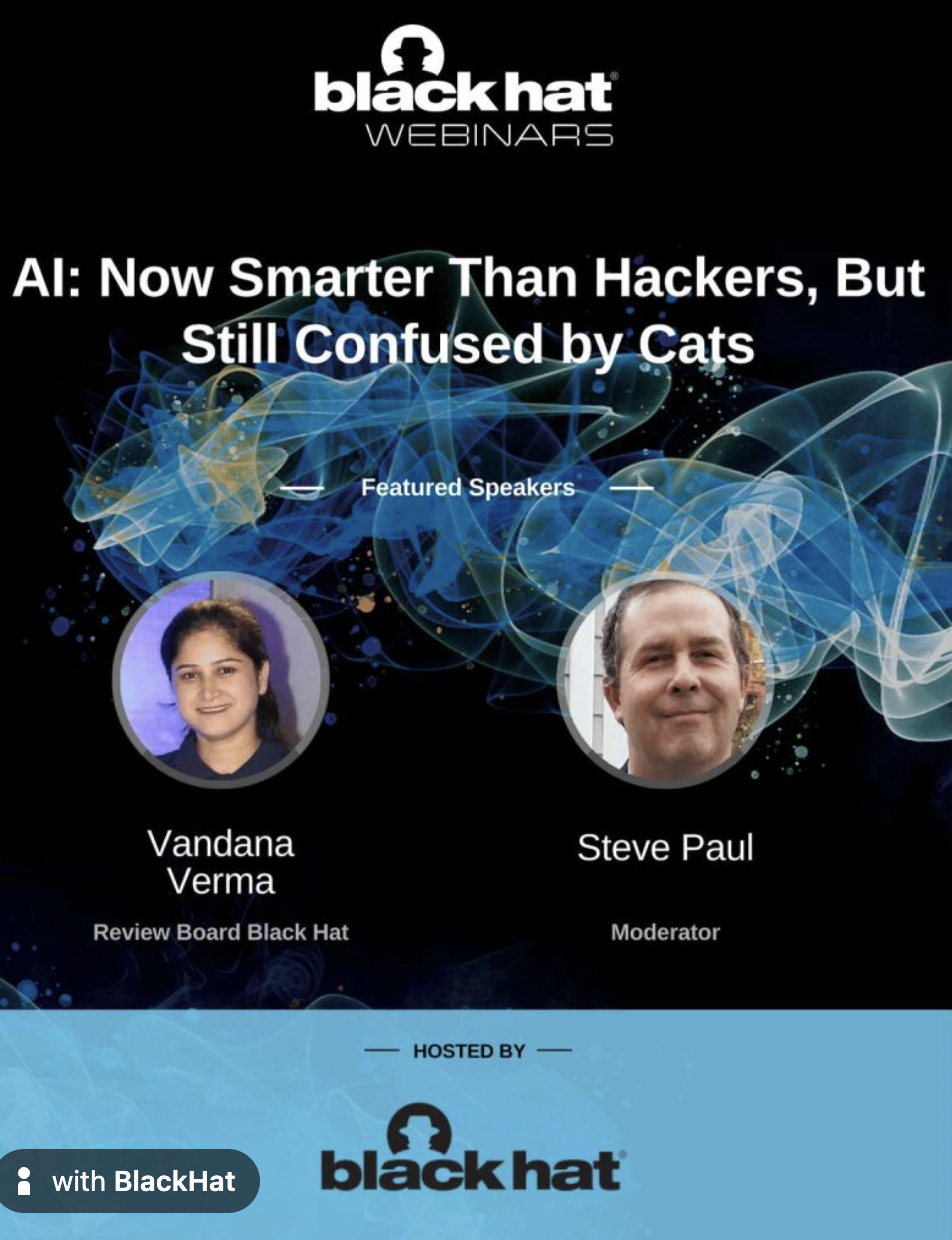 black hat®
WEBINARS
AI: Now Smarter Than Hackers, But
Still Confused by Cats
Featured Speakers
Vandana
Verma
Review Board Black Hat
Steve Paul
Moderator
HOSTED BY
black hat®
with BlackHat